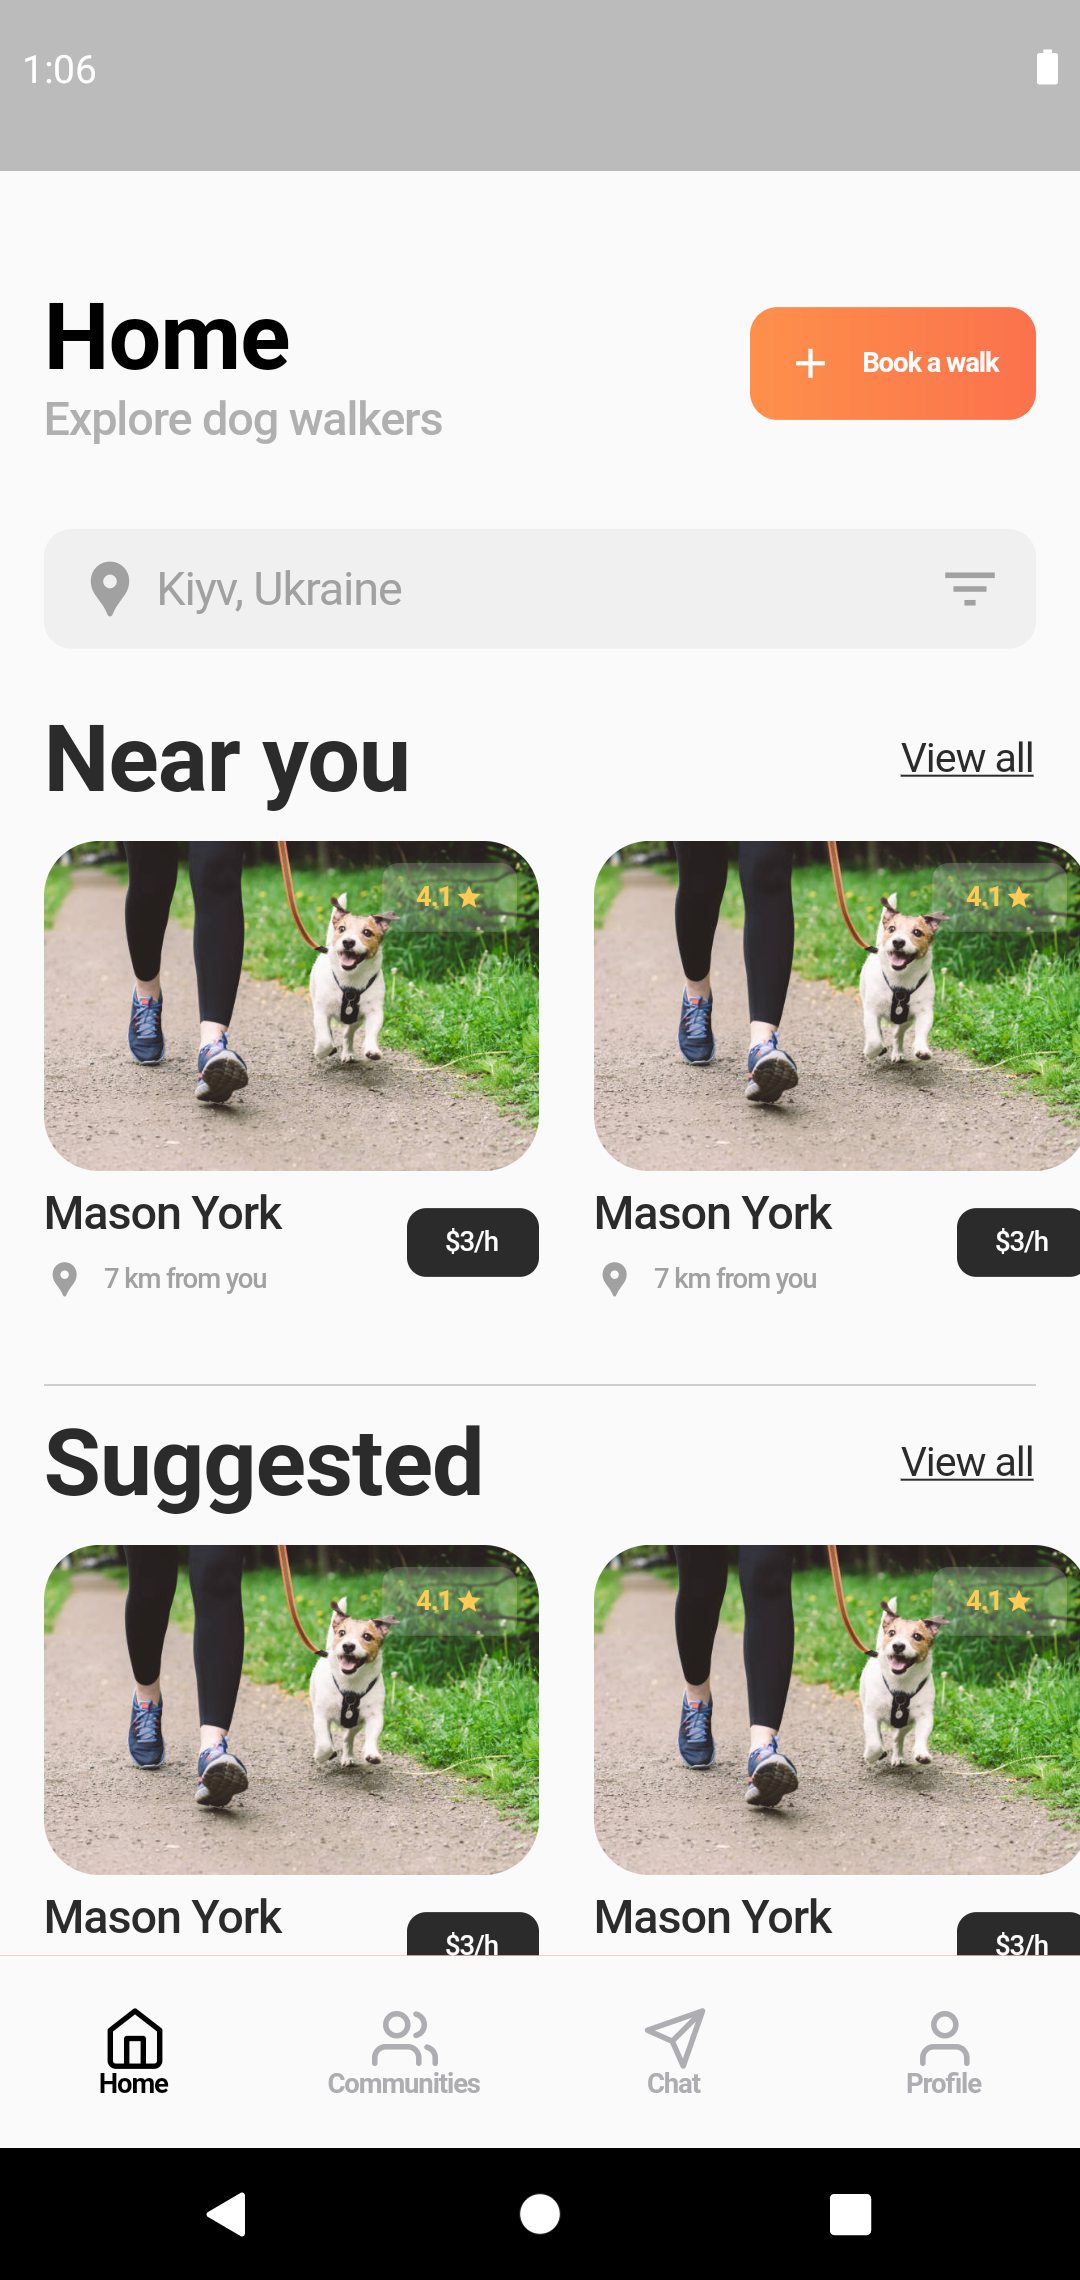 1:06
Home
Book a walk
Explore dog walkers
Kiyv, Ukraine
Near you
View all
4.1
4.1
Mason York
Mason York
$3/h
$3/h
7 km from you
7 km from you
Suggested
View all
4.1
4.1
Mason York
Mason York
$3/h
$3/h
Home
Communities
Chat
Profile